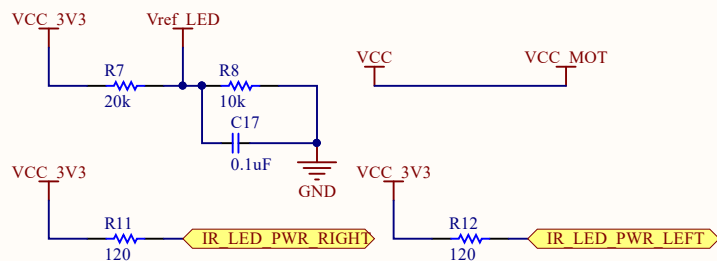 VCC_3V3 Vref_LED
VCC VCC_MOT
R7 R8
20k 10k
C17
0.1uF
GND
VCC_3V3 VCC_3V3
R11 IR_LED_PWR_RIGHT
120
R12 IR_LED_PWR_LEFT
120